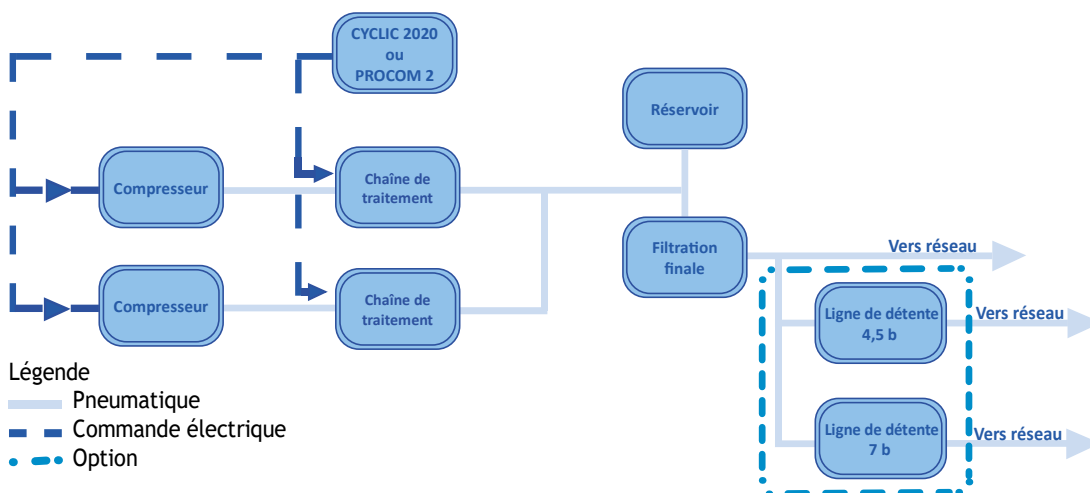 CYCLIC 2020
ou
PROCOM 2
Réservoir
Compresseur
Chaîne de
traitement
Filtration
finale
Vers réseau
Compresseur
Chaîne de
traitement
Ligne de détente
4,5 b
Vers réseau
Légende
Pneumatique
Commande électrique
Option
Ligne de détente
7 b
Vers réseau